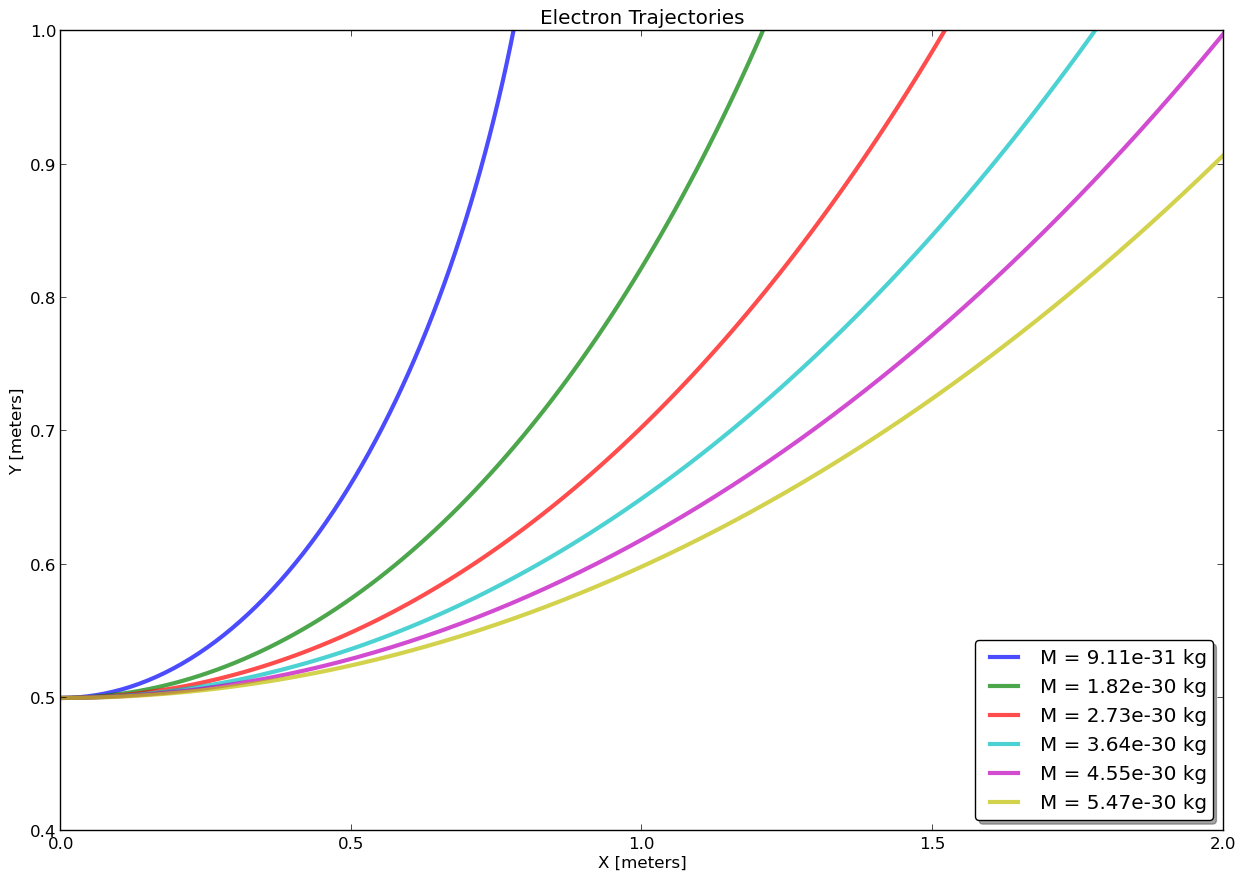 Electron Trajectories
1.0
0.9
0.8
0.7
0.6
0.5
0.4
Y [meters]
M = 9.11e-31 kg
M = 1.82e-30 kg
M = 2.73e-30 kg
M = 3.64e-30 kg
M = 4.55e-30 kg
M = 5.47e-30 kg
0.0 0.5 1.0 1.5 2.0
X [meters]